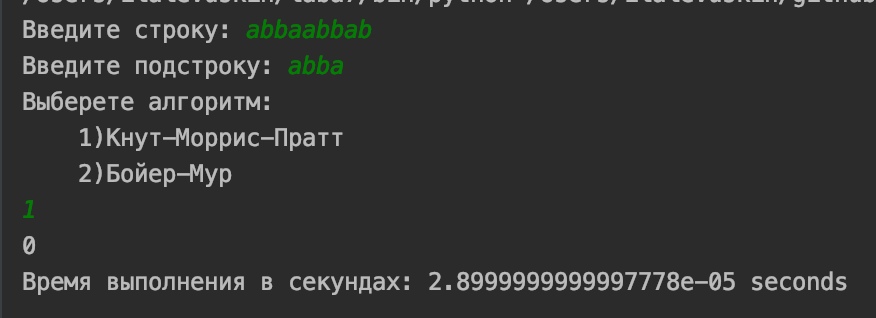 Введите строку: abbaabbab
Введите подстроку: abba
Выберете алгоритм:
1)Кнут-Моррис-Пратт
2)Бойер-Мур
1
0
Время выполнения в секундах: 2.8999999999997778e-05 seconds